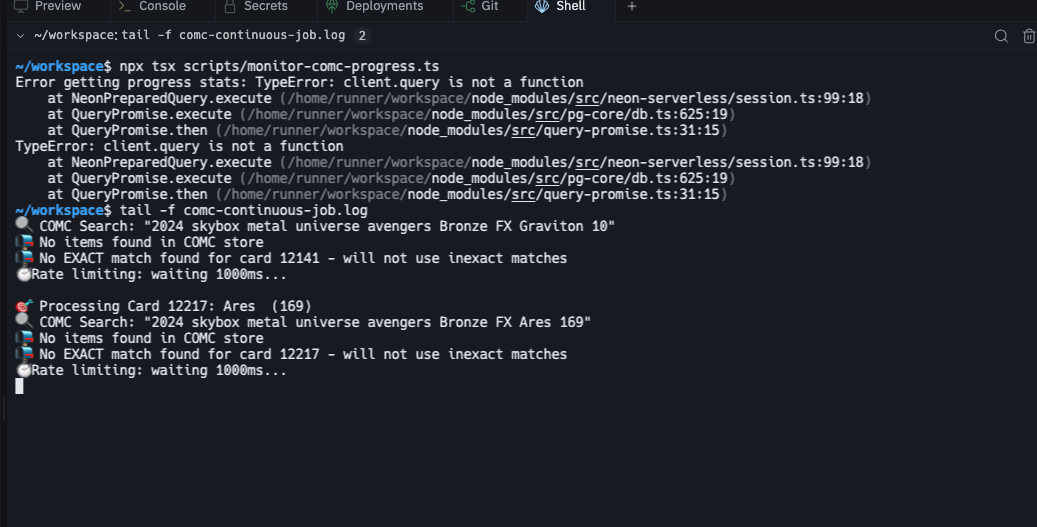 Preview Console Secrets Deployments Git Shell +
~/workspace: tail -f comc-continuous-job.log 2
~/workspace$ npx tsx scripts/monitor-comc-progress.ts
Error getting progress stats: TypeError: client.query is not a function
    at NeonPreparedQuery.execute (/home/runner/workspace/node_modules/src/neon-serverless/session.ts:99:18)
    at QueryPromise.execute (/home/runner/workspace/node_modules/src/pg-core/db.ts:625:19)
    at QueryPromise.then (/home/runner/workspace/node_modules/src/query-promise.ts:31:15)
TypeError: client.query is not a function
    at NeonPreparedQuery.execute (/home/runner/workspace/node_modules/src/neon-serverless/session.ts:99:18)
    at QueryPromise.execute (/home/runner/workspace/node_modules/src/pg-core/db.ts:625:19)
    at QueryPromise.then (/home/runner/workspace/node_modules/src/query-promise.ts:31:15)
~/workspace$ tail -f comc-continuous-job.log
COMC Search: "2024 skybox metal universe avengers Bronze FX Graviton 10"
No items found in COMC store
No EXACT match found for card 12141 - will not use inexact matches
Rate limiting: waiting 1000ms...
Processing Card 12217: Ares  (169)
COMC Search: "2024 skybox metal universe avengers Bronze FX Ares 169"
No items found in COMC store
No EXACT match found for card 12217 - will not use inexact matches
Rate limiting: waiting 1000ms...